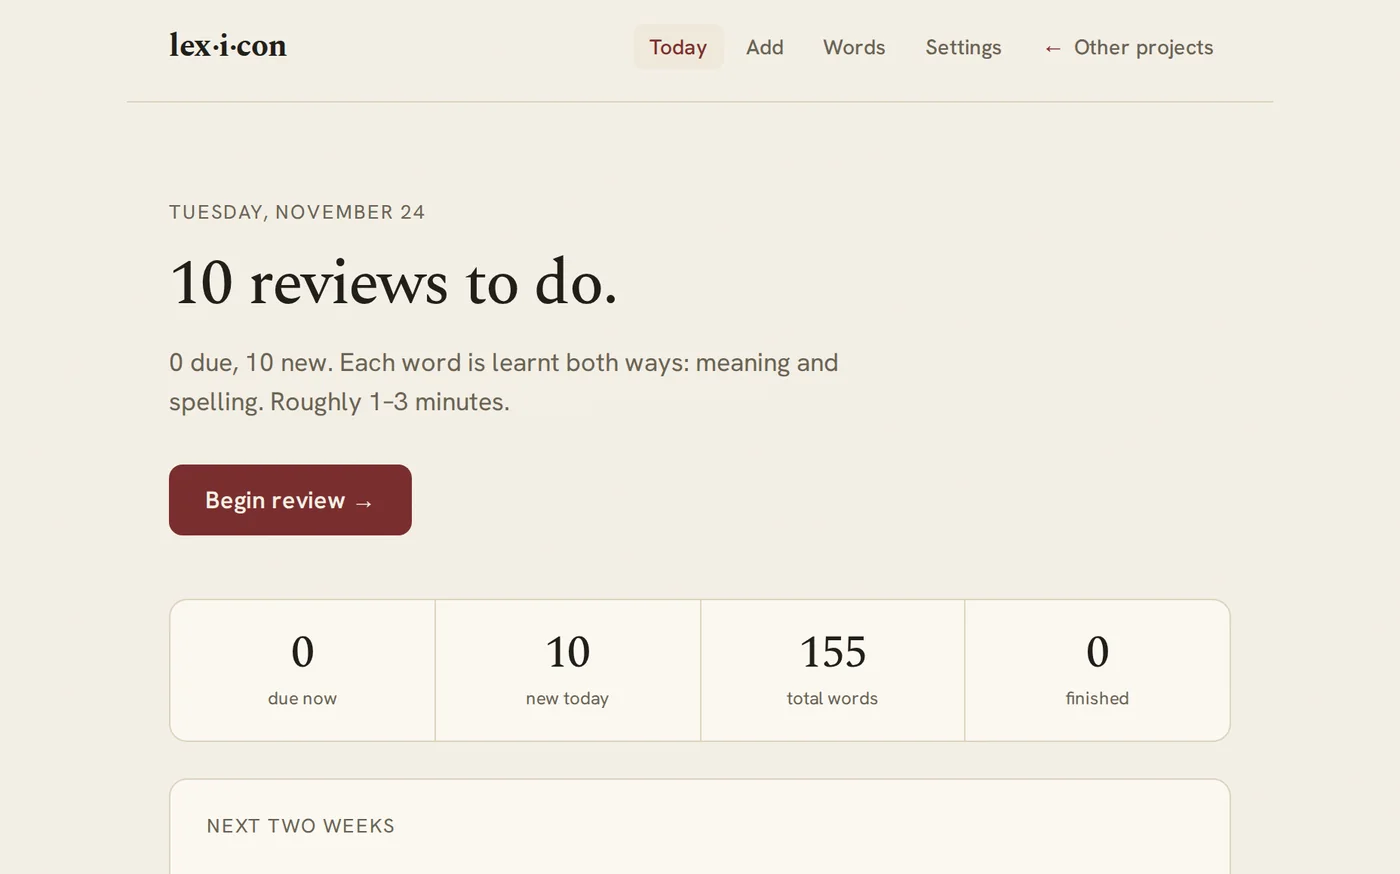 lex·i·con
Today
Add
Words
Settings
← Other projects
TUESDAY, NOVEMBER 24
10 reviews to do.
0 due, 10 new. Each word is learnt both ways: meaning and
spelling. Roughly 1–3 minutes.
Begin review →
0
due now
10
new today
155
total words
0
finished
NEXT TWO WEEKS